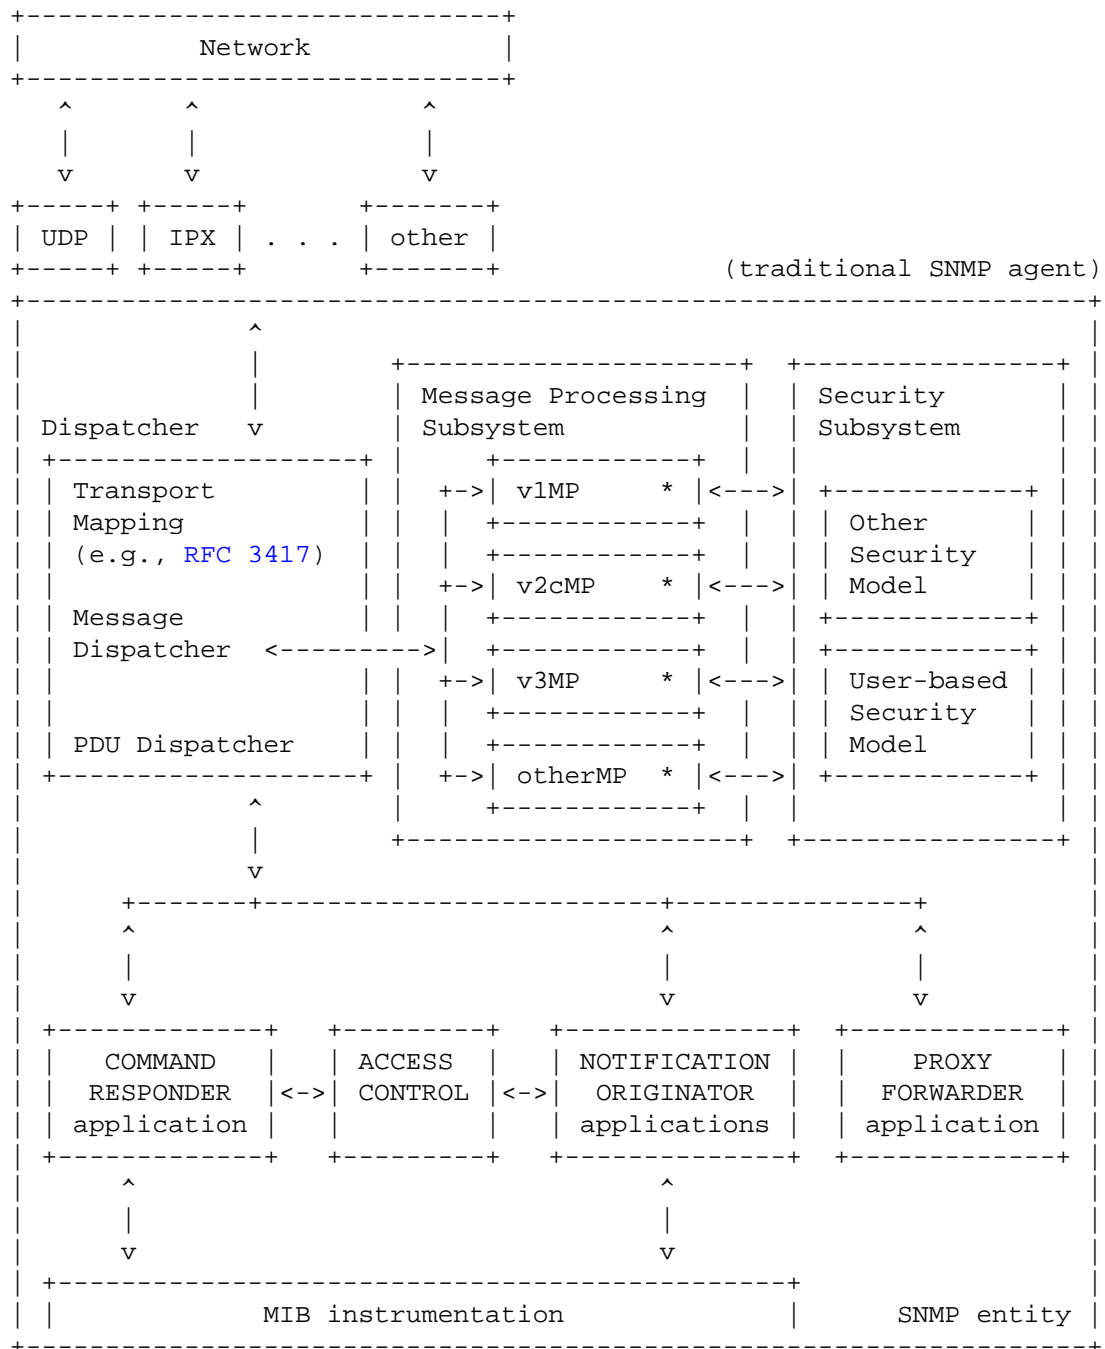 Network
UDP IPX . . . other
(traditional SNMP agent)
Message Processing Security
Dispatcher Subsystem Subsystem
Transport v1MP *
Mapping Other
(e.g., RFC 3417) Security
v2cMP * Model
Message
Dispatcher
v3MP * User-based
Security
PDU Dispatcher Model
otherMP *
COMMAND ACCESS NOTIFICATION PROXY
RESPONDER CONTROL ORIGINATOR FORWARDER
application applications application
MIB instrumentation SNMP entity